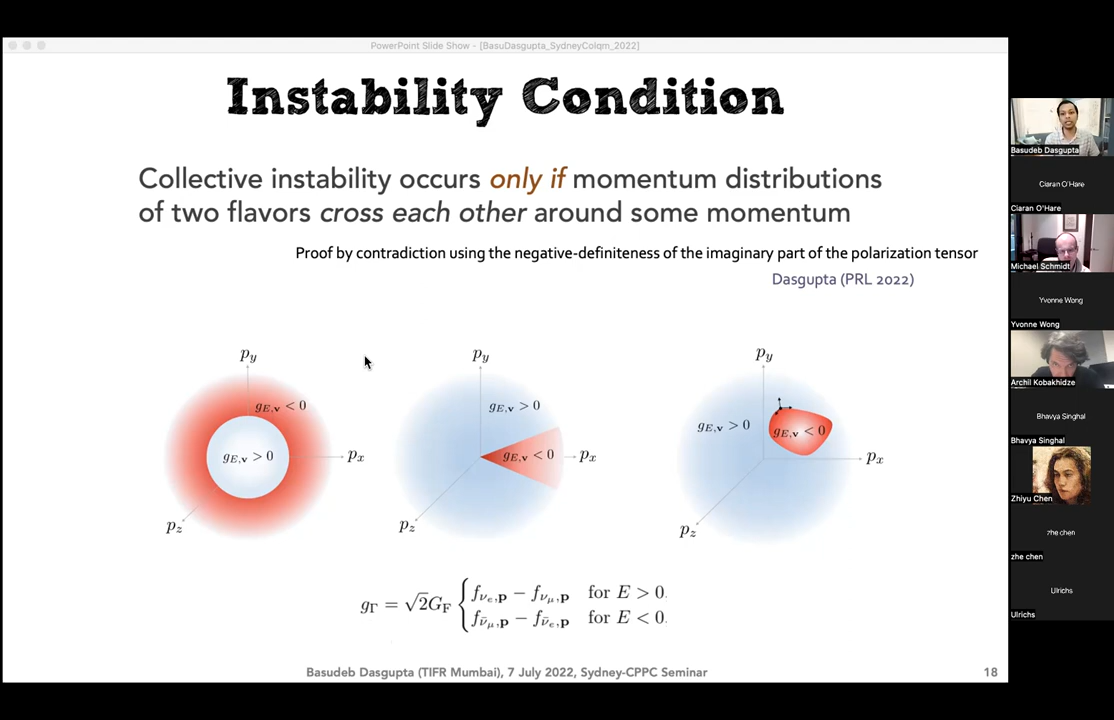 PowerPoint Slide Show - [BasuDasgupta_SydneyColqm_2022]
Instability Condition
Collective instability occurs only if momentum distributions
of two flavors cross each other around some momentum
Proof by contradiction using the negative-definiteness of the imaginary part of the polarization tensor
Dasgupta (PRL 2022)
p_y
g_{E,v} < 0
g_{E,v} > 0
p_x
p_z
p_y
g_{E,v} > 0
g_{E,v} < 0
p_x
p_z
p_y
g_{E,v} > 0
g_{E,v} < 0
p_x
p_z
g_Γ = √2G_F { f_{ν_e,p} − f_{ν_μ,p} for E > 0.
f_{ν̄_μ,p} − f_{ν̄_e,p} for E < 0.
Basudeb Dasgupta (TIFR Mumbai), 7 July 2022, Sydney-CPPC Seminar
18
Basudeb Dasgupta
Ciaran O'Hare
Ciaran O'Hare
Michael Schmidt
Yvonne Wong
Yvonne Wong
Archil Kobakhidze
Bhavya Singhal
Bhavya Singhal
Zhiyu Chen
zhe chen
zhe chen
Ulrichs
Ulrichs